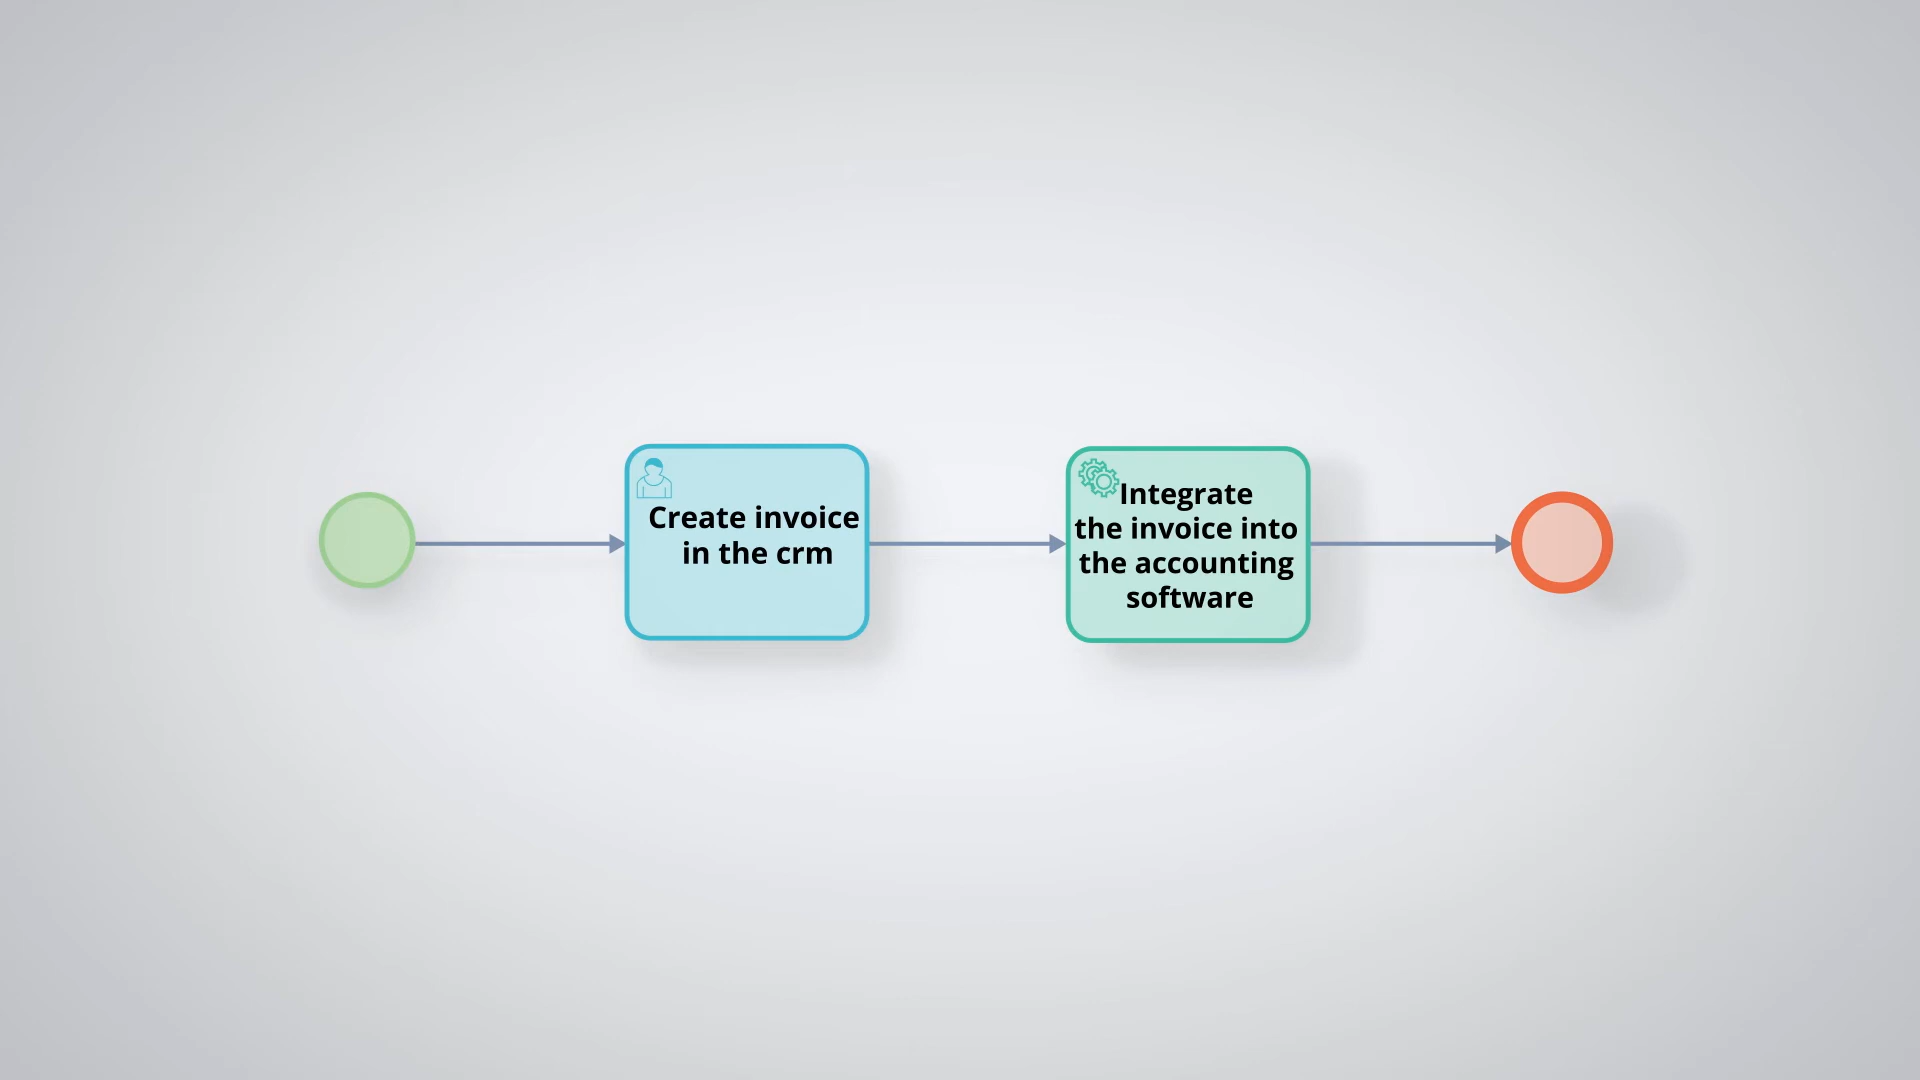 Create invoice
in the crm
Integrate
the invoice into
the accounting
software